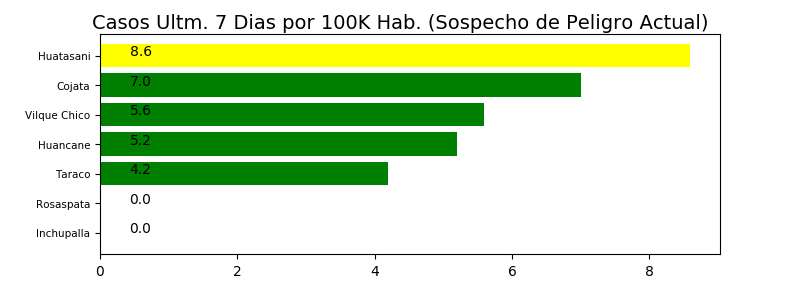 Casos Ultm. 7 Dias por 100K Hab. (Sospecho de Peligro Actual)
Huatasani 8.6
Cojata 7.0
Vilque Chico 5.6
Huancane 5.2
Taraco 4.2
Rosaspata 0.0
Inchupalla 0.0
0 2 4 6 8